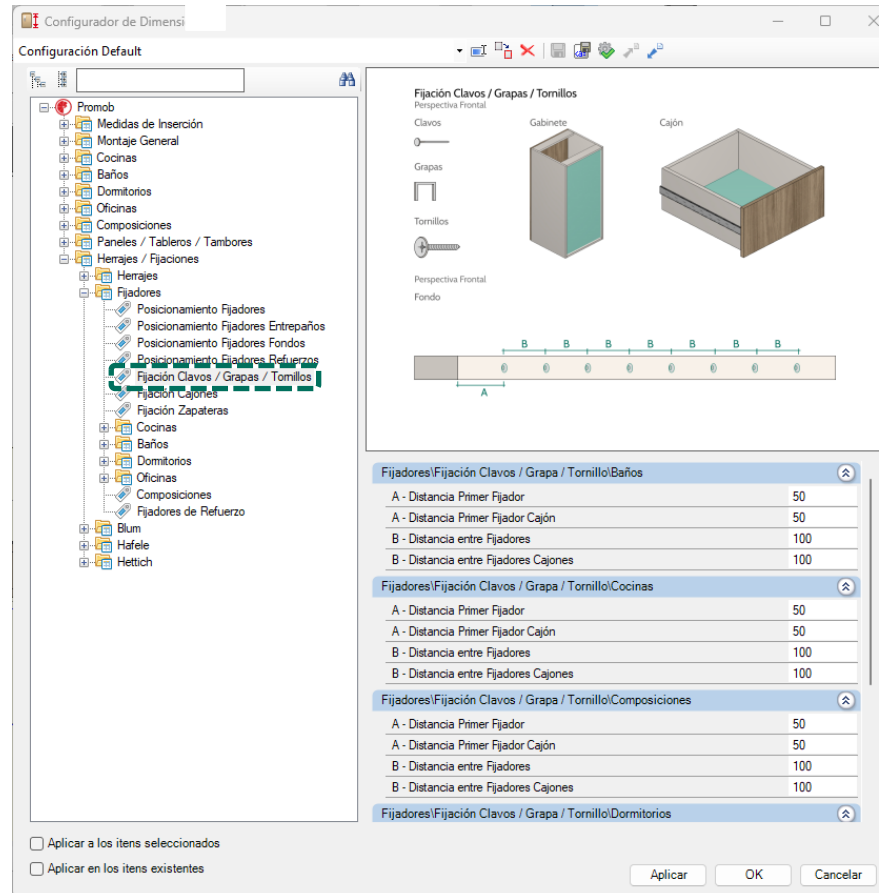 Configurador de Dimensi
Configuración Default
Promob
Medidas de Inserción
Montaje General
Cocinas
Baños
Dormitorios
Oficinas
Composiciones
Paneles / Tableros / Tambores
Herrajes / Fijaciones
Herrajes
Fijadores
Posicionamiento Fijadores
Posicionamiento Fijadores Entrepaños
Posicionamiento Fijadores Fondos
Posicionamiento Fijadores Refuerzos
Fijación Clavos / Grapas / Tornillos
Fijación Cajones
Fijación Zapateras
Cocinas
Baños
Dormitorios
Oficinas
Composiciones
Fijadores de Refuerzo
Blum
Hafele
Hettich
Fijación Clavos / Grapas / Tornillos
Perspectiva Frontal
Clavos Gabinete Cajón
Grapas
Tornillos
Perspectiva Frontal
Fondo
B B B B B B B
A
Fijadores\Fijación Clavos / Grapa / Tornillo\Baños
A - Distancia Primer Fijador 50
A - Distancia Primer Fijador Cajón 50
B - Distancia entre Fijadores 100
B - Distancia entre Fijadores Cajones 100
Fijadores\Fijación Clavos / Grapa / Tornillo\Cocinas
A - Distancia Primer Fijador 50
A - Distancia Primer Fijador Cajón 50
B - Distancia entre Fijadores 100
B - Distancia entre Fijadores Cajones 100
Fijadores\Fijación Clavos / Grapa / Tornillo\Composiciones
A - Distancia Primer Fijador 50
A - Distancia Primer Fijador Cajón 50
B - Distancia entre Fijadores 100
B - Distancia entre Fijadores Cajones 100
Fijadores\Fijación Clavos / Grapa / Tornillo\Dormitorios
Aplicar a los itens seleccionados
Aplicar en los itens existentes
Aplicar OK Cancelar